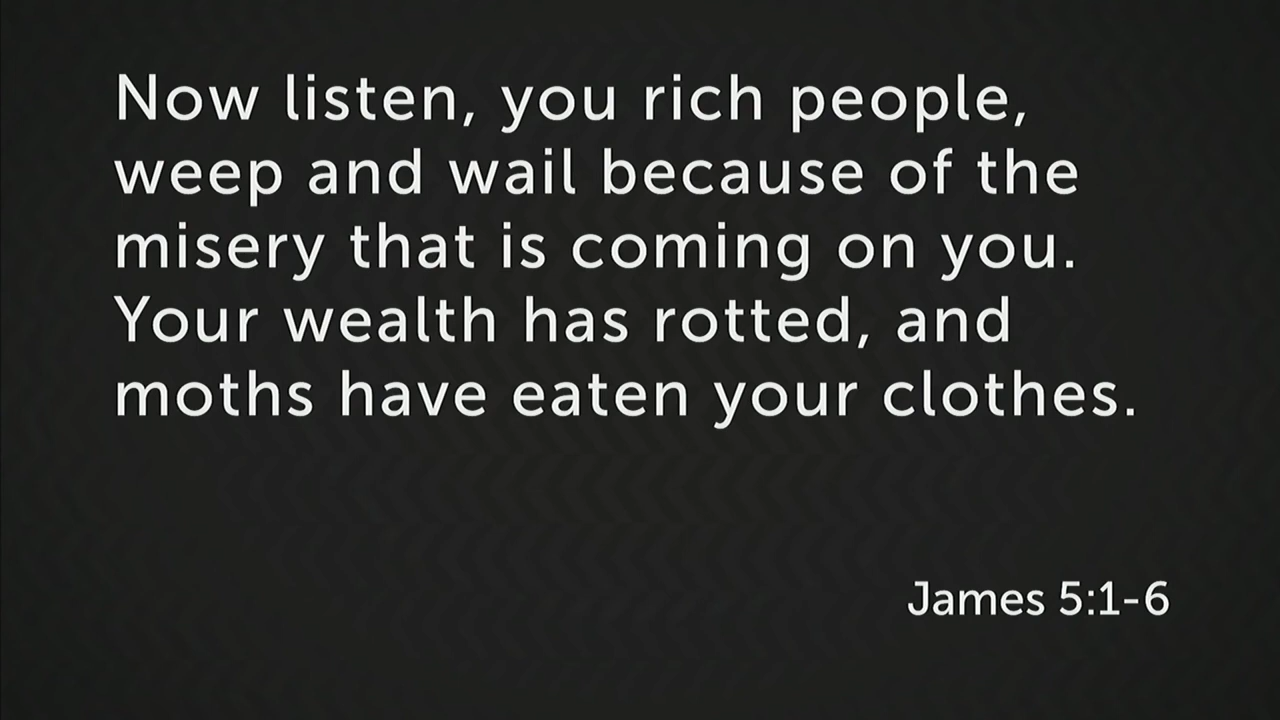 Now listen, you rich people,
weep and wail because of the
misery that is coming on you.
Your wealth has rotted, and
moths have eaten your clothes.
James 5:1-6